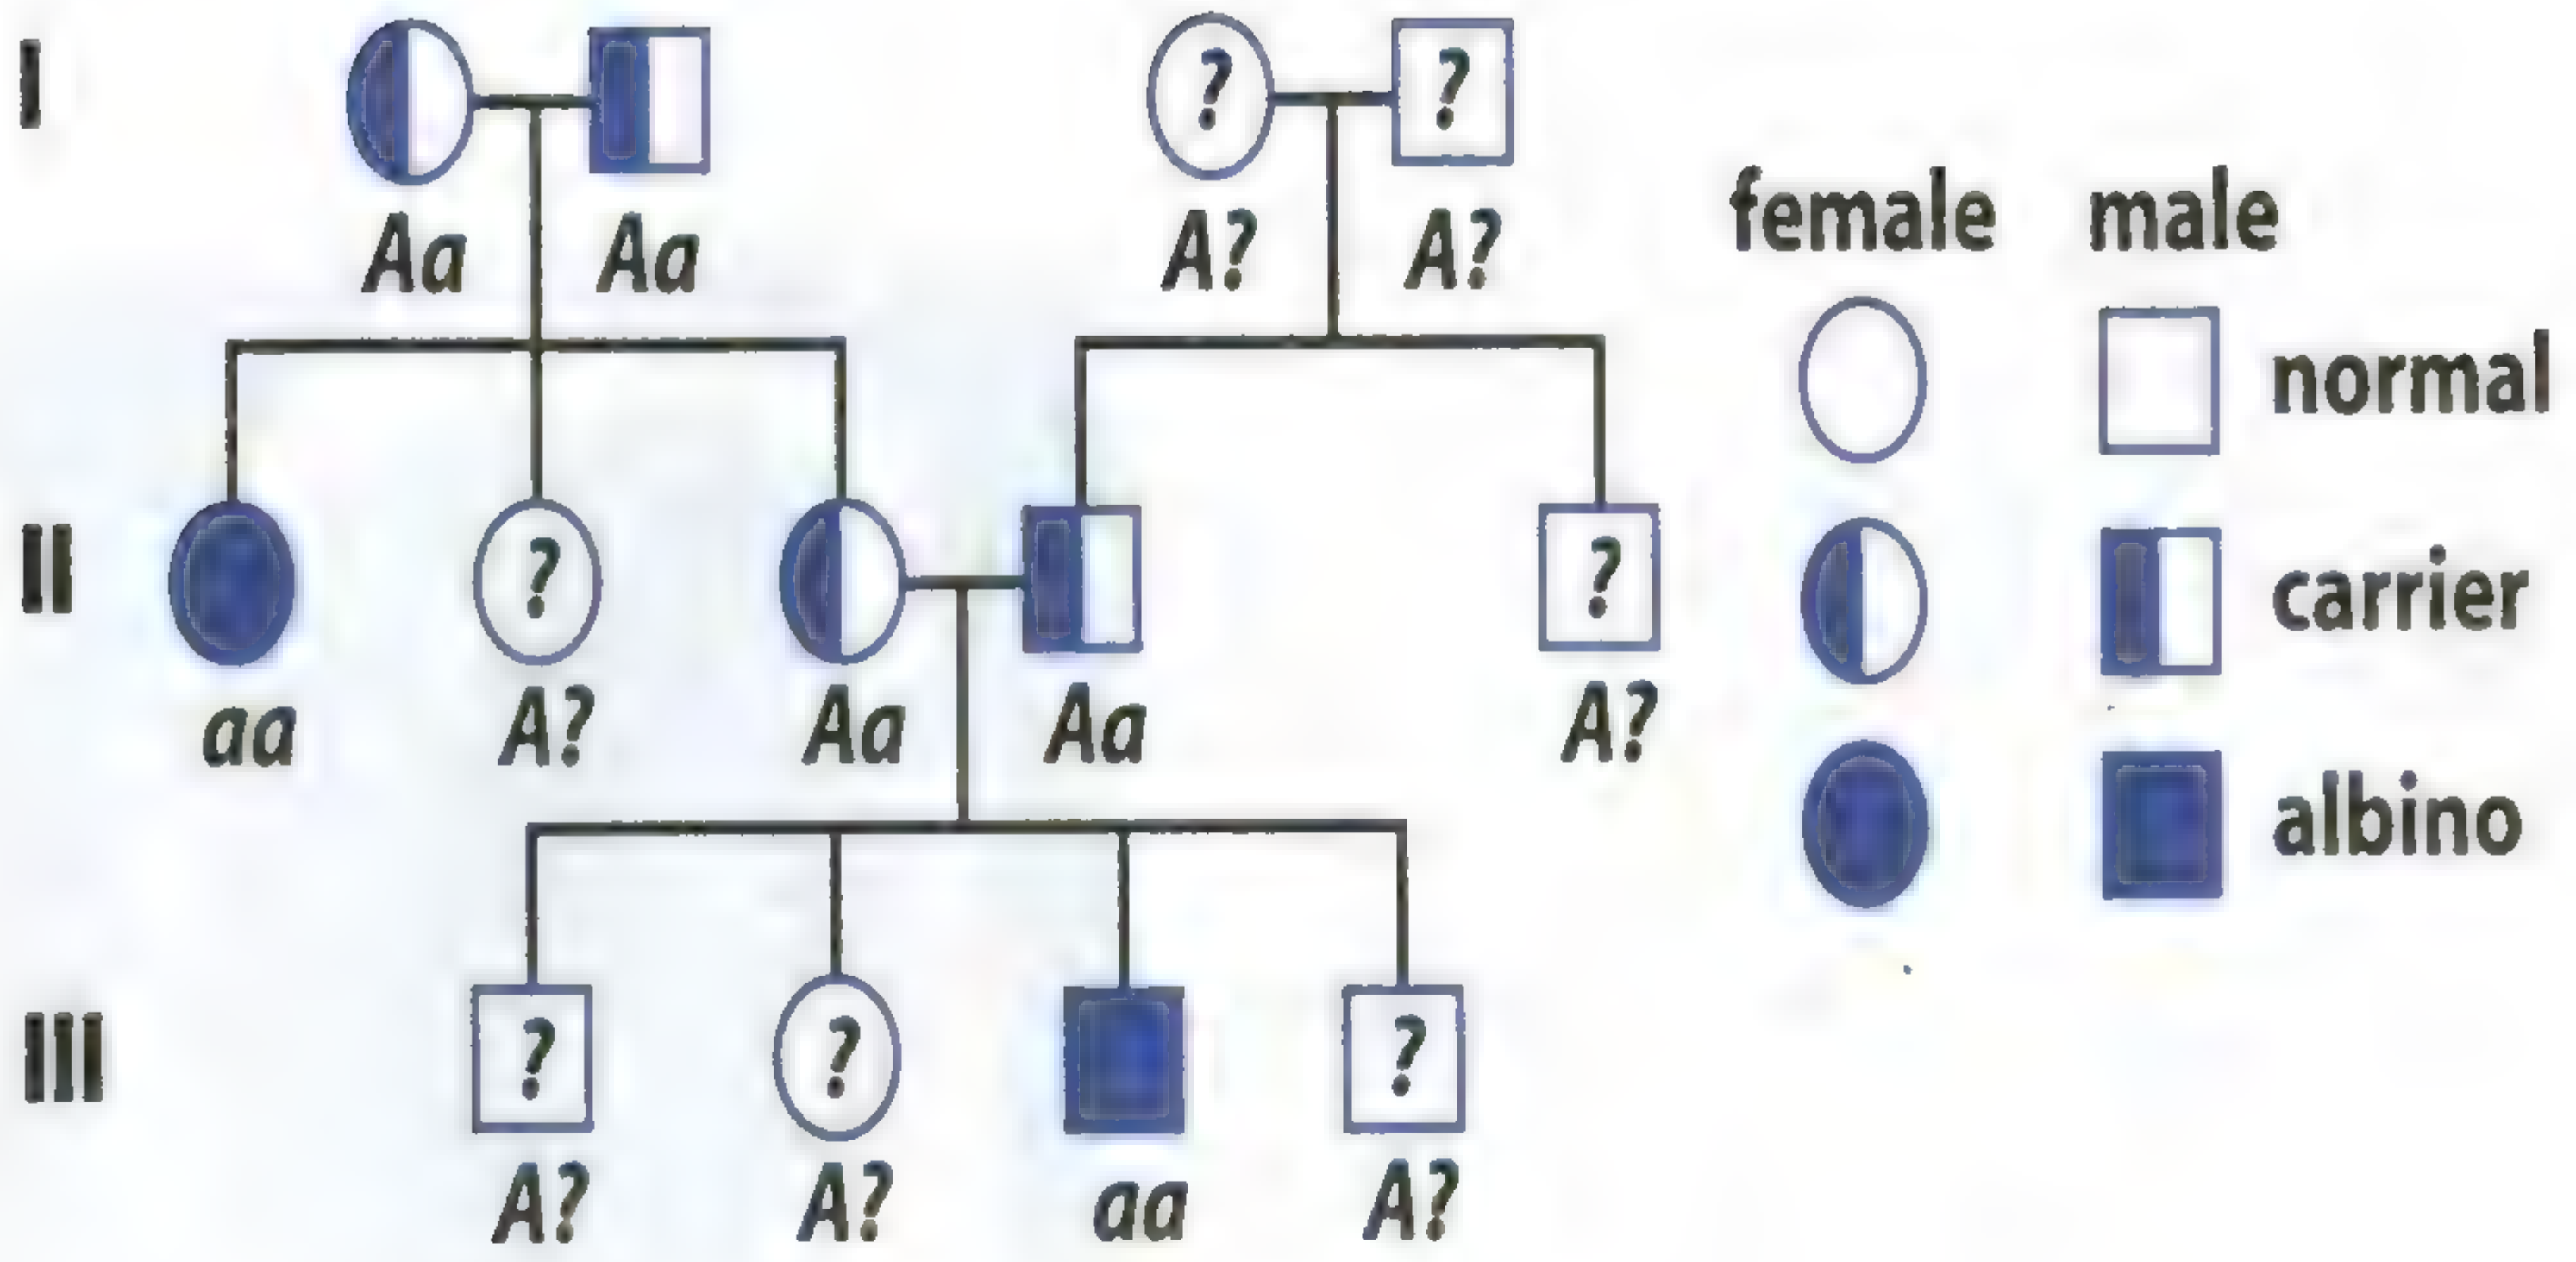 I
? ?
Aa Aa A? A?
female male
normal
II
? ?
aa A? Aa Aa A?
carrier
albino
III
? ? ?
A? A? aa A?